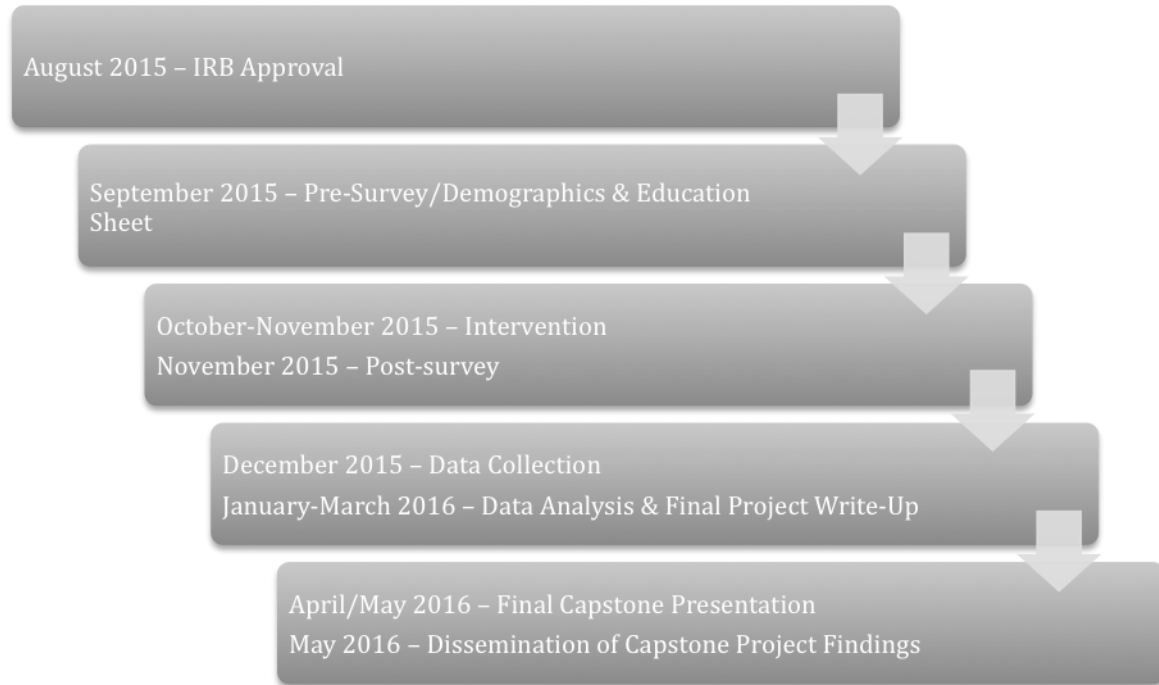 August 2015 – IRB Approval
September 2015 – Pre-Survey/Demographics & Education
Sheet
October-November 2015 – Intervention
November 2015 – Post-survey
December 2015 – Data Collection
January-March 2016 – Data Analysis & Final Project Write-Up
April/May 2016 – Final Capstone Presentation
May 2016 – Dissemination of Capstone Project Findings